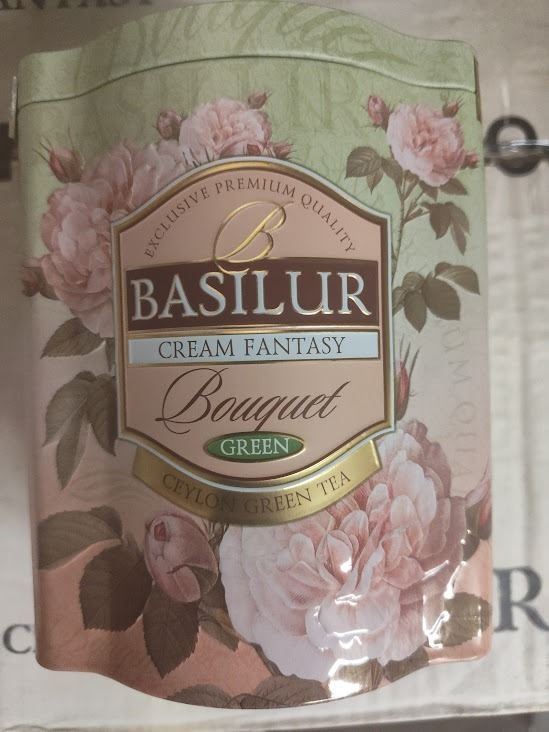 EXCLUSIVE PREMIUM QUALITY
B
BASILUR
CREAM FANTASY
Bouquet
GREEN
CEYLON GREEN TEA